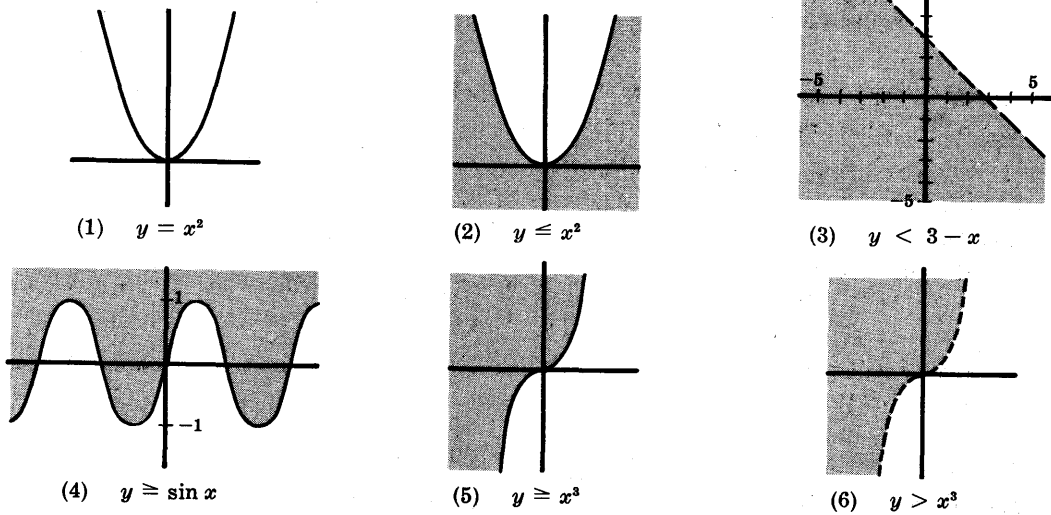 -5
5
-5
(1) y = x²
(2) y ≦ x²
(3) y < 3 - x
1
-1
(4) y ≧ sin x
(5) y ≧ x³
(6) y > x³